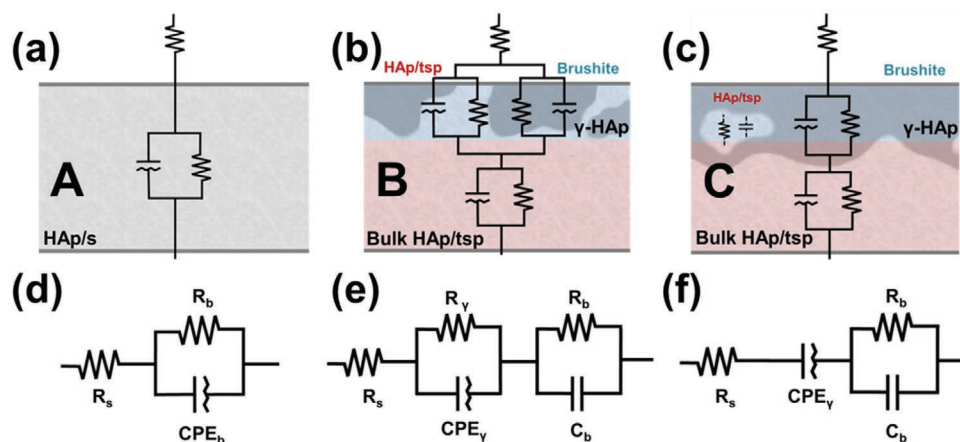 (a)
A
HAp/s
(b)
HAp/tsp
Brushite
γ-HAp
B
Bulk HAp/tsp
(c)
Brushite
HAp/tsp
γ-HAp
C
Bulk HAp/tsp
(d)
R_b
R_s
CPE_b
(e)
R_γ
R_b
R_s
CPE_γ
C_b
(f)
R_b
R_s
CPE_γ
C_b